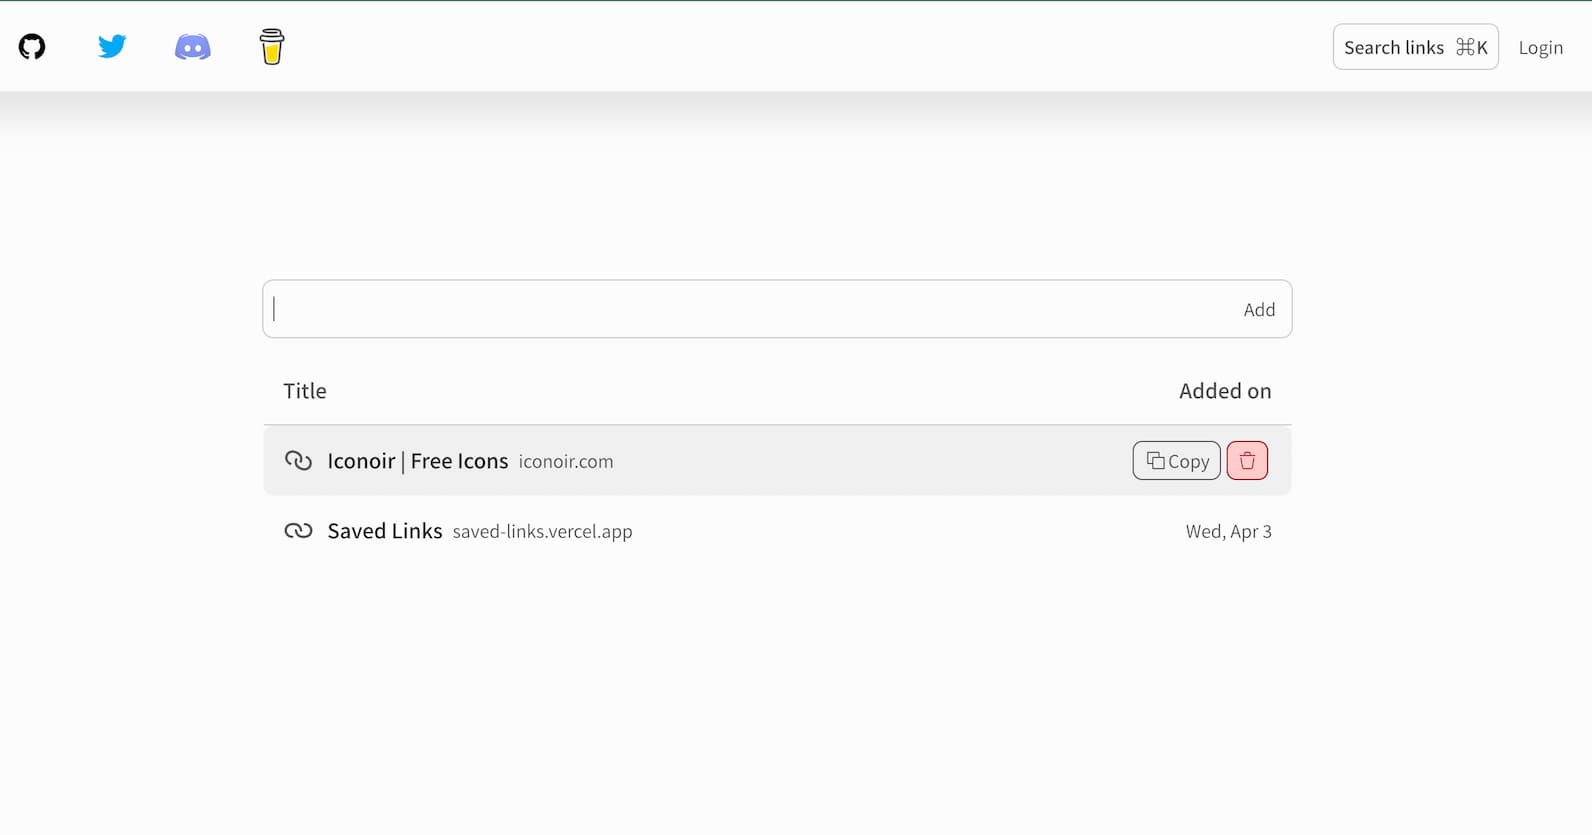 Search links ⌘K Login
Add
Title Added on
Iconoir | Free Icons iconoir.com Copy
Saved Links saved-links.vercel.app Wed, Apr 3